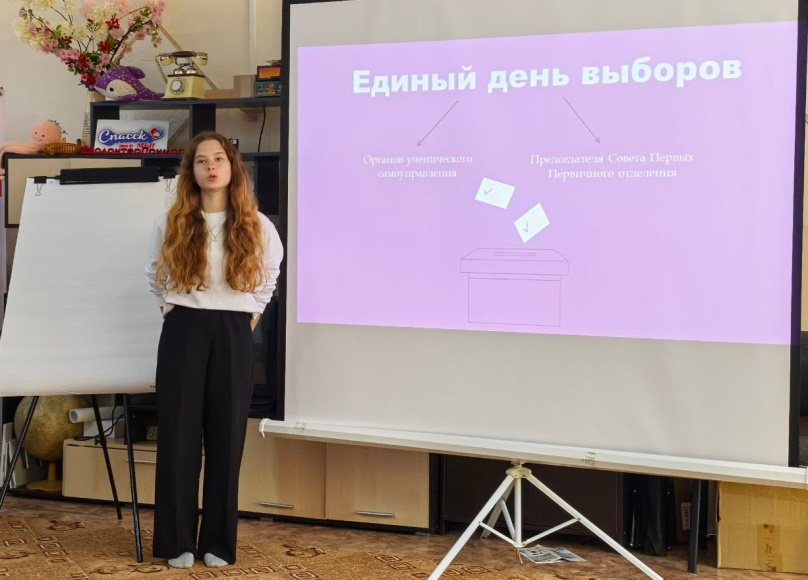 Единый день выборов
Органов ученического
самоуправления
Председателя Совета Первых
Первичного отделения
Спасск